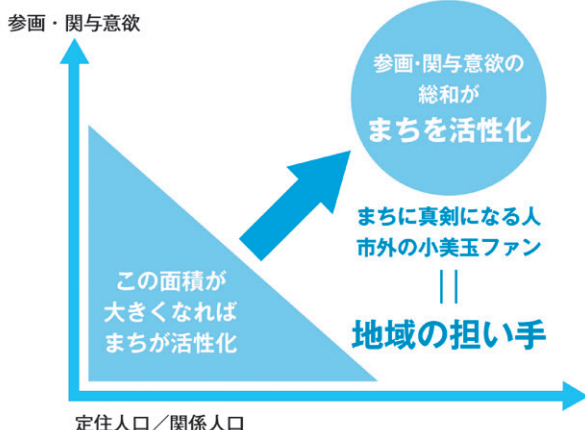 参画・関与意欲
参画・関与意欲の
総和が
まちを活性化
まちに真剣になる人
市外の小美玉ファン
||
地域の担い手
この面積が
大きくなれば
まちが活性化
定住人口／関係人口